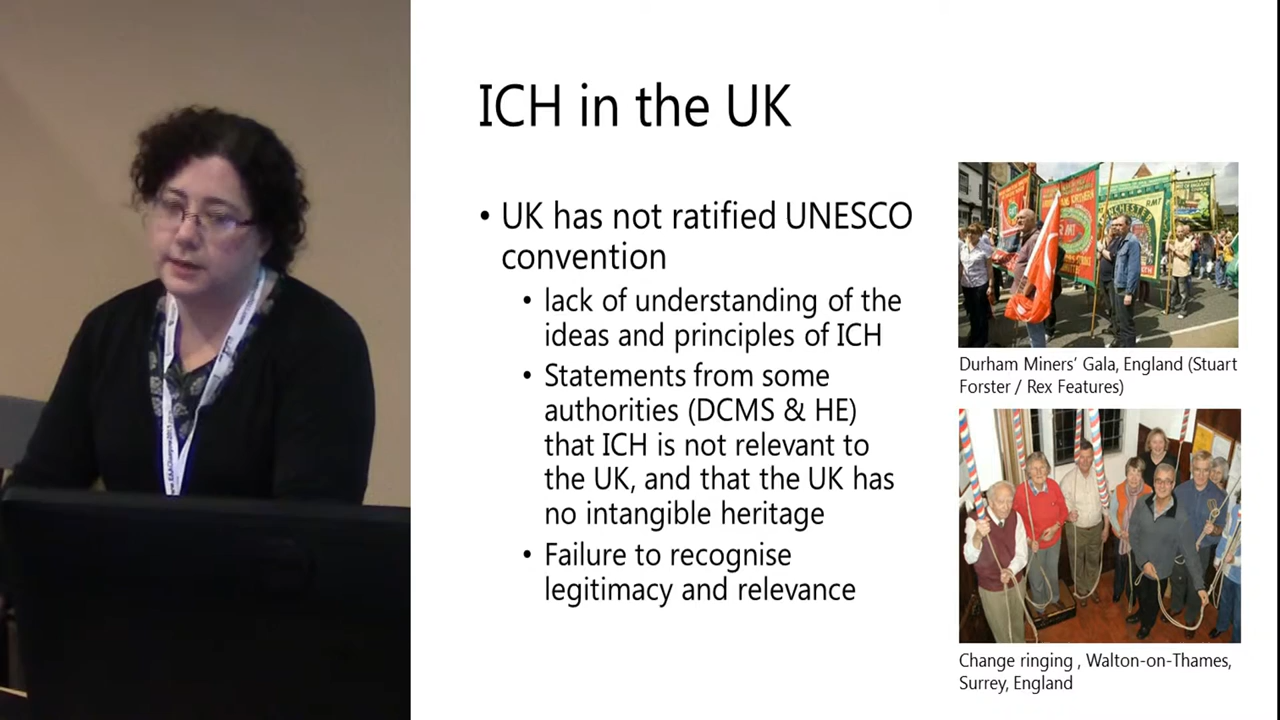 ICH in the UK
• UK has not ratified UNESCO
convention
• lack of understanding of the
ideas and principles of ICH
• Statements from some
authorities (DCMS & HE)
that ICH is not relevant to
the UK, and that the UK has
no intangible heritage
• Failure to recognise
legitimacy and relevance
RMT
Durham Miners’ Gala, England (Stuart
Forster / Rex Features)
Change ringing , Walton-on-Thames,
Surrey, England